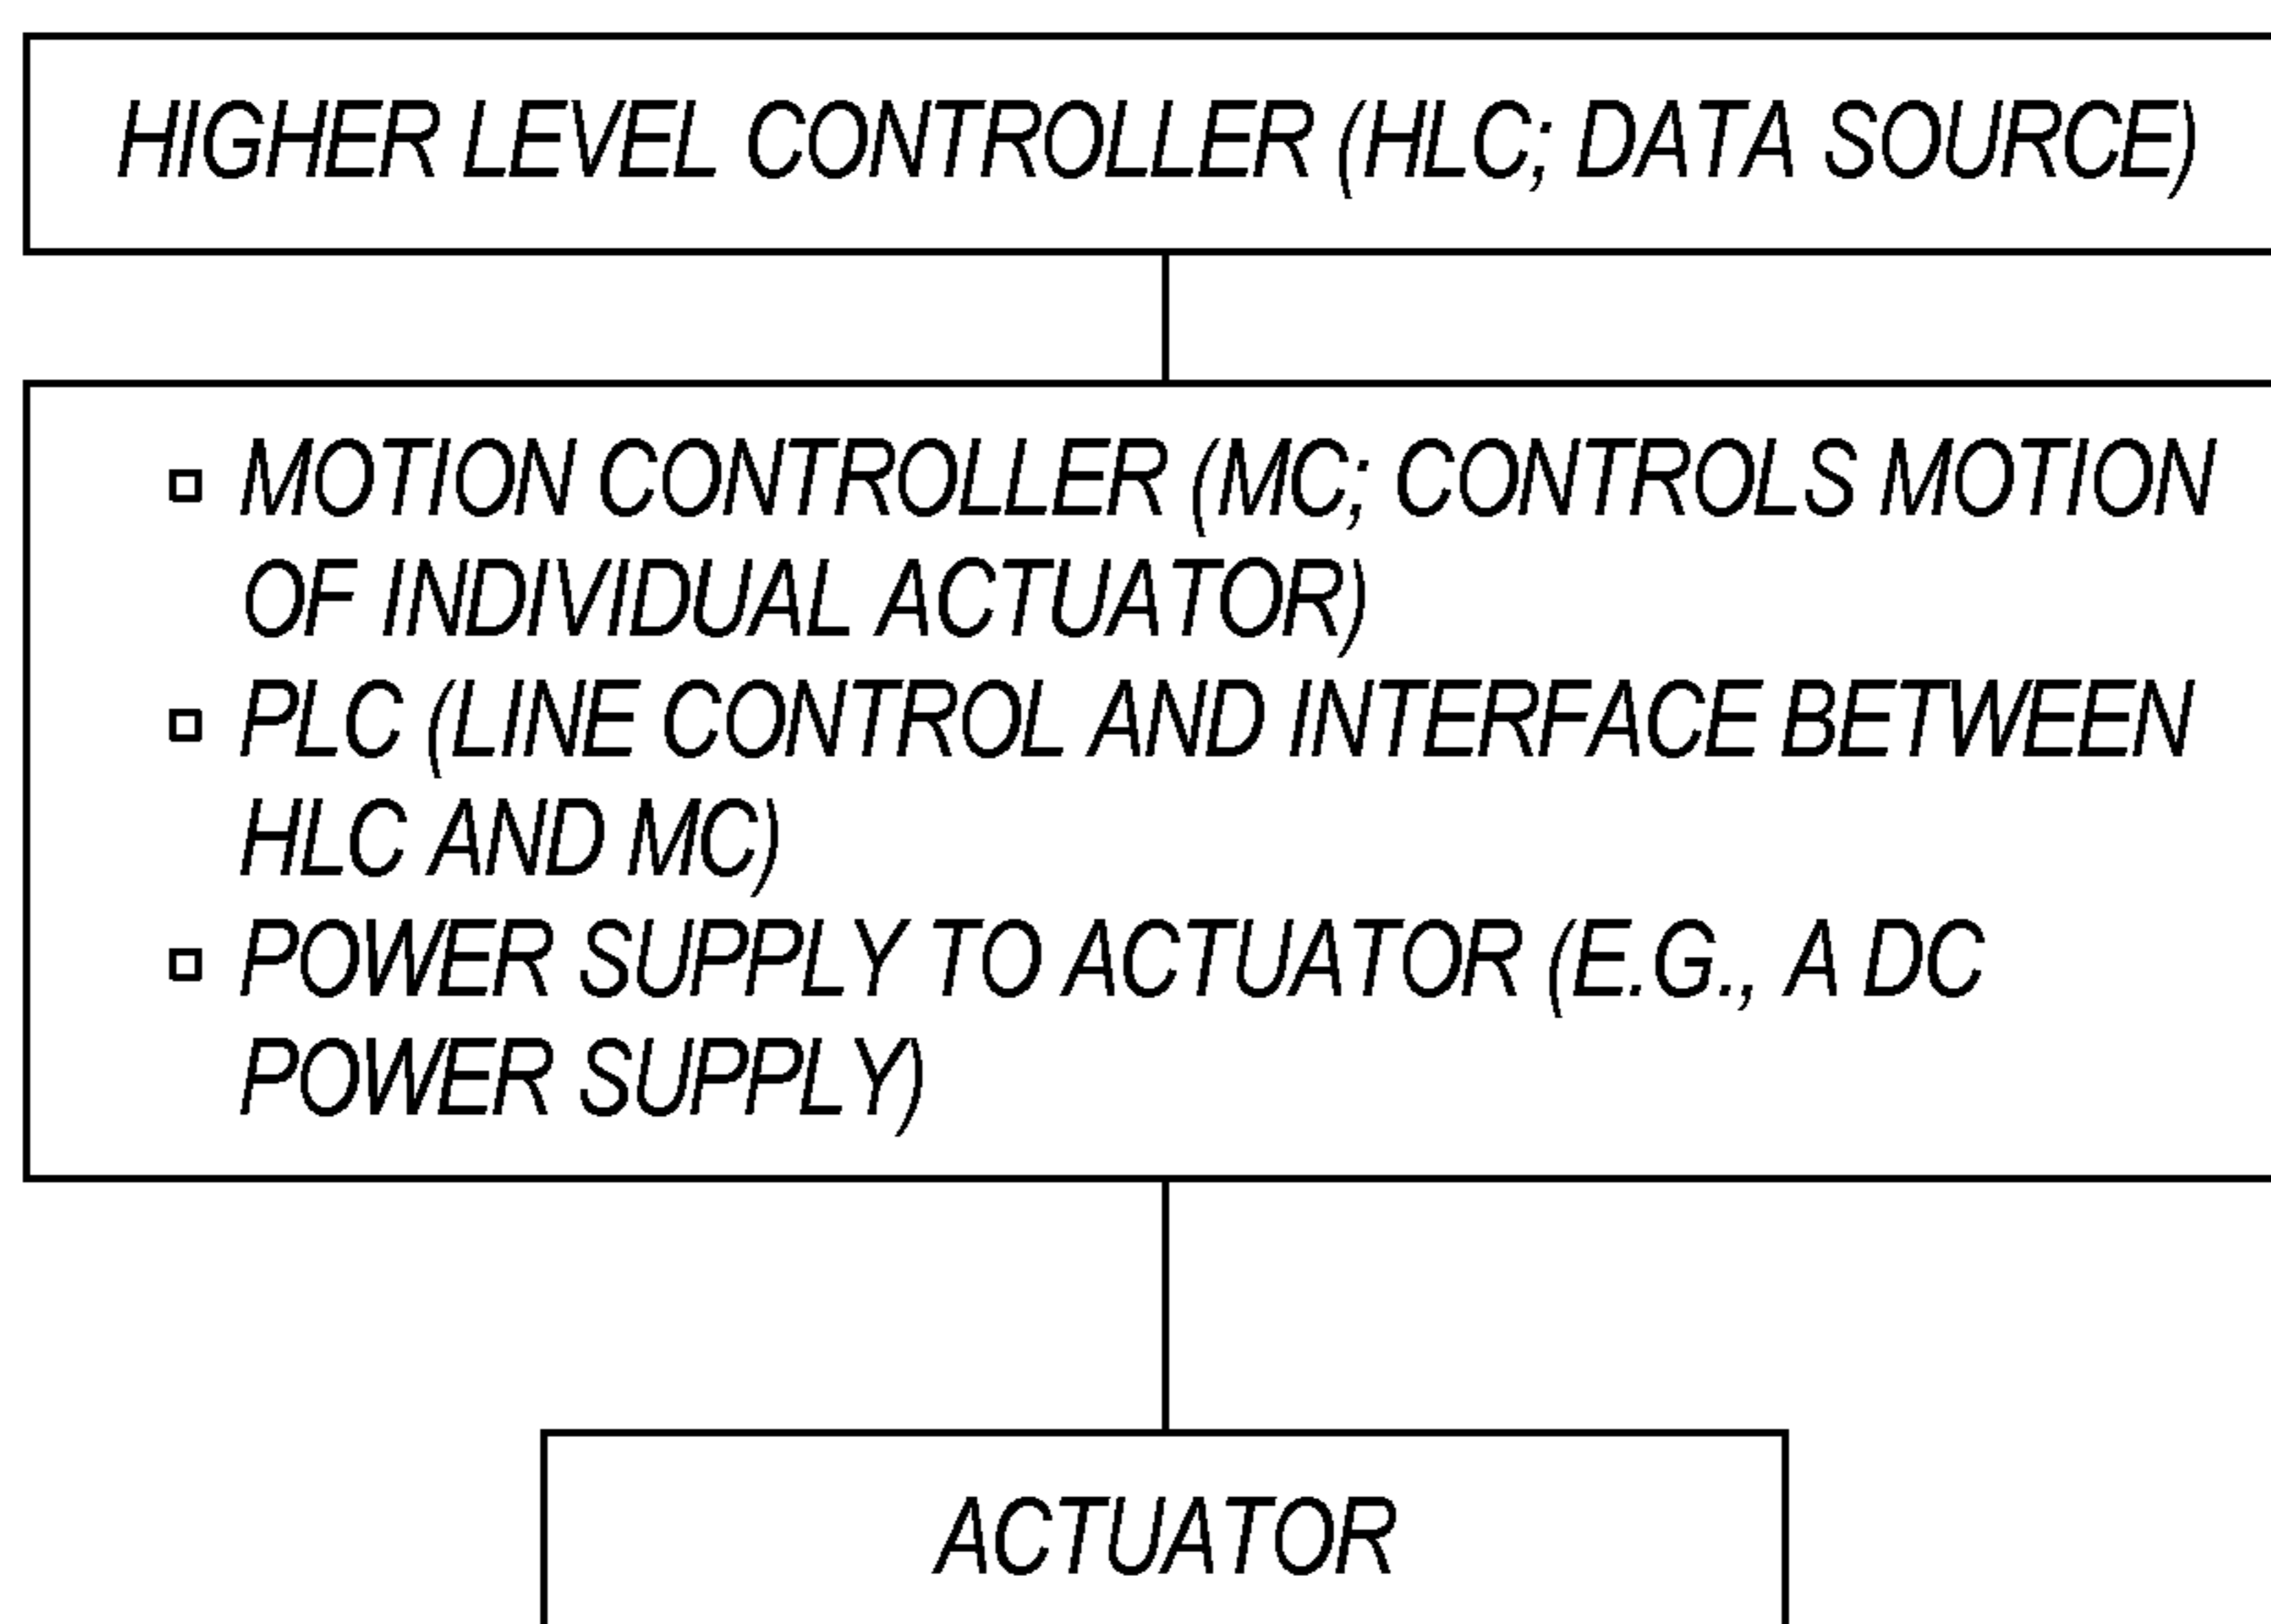 HIGHER LEVEL CONTROLLER (HLC; DATA SOURCE)
▫ MOTION CONTROLLER (MC; CONTROLS MOTION
OF INDIVIDUAL ACTUATOR)
▫ PLC (LINE CONTROL AND INTERFACE BETWEEN
HLC AND MC)
▫ POWER SUPPLY TO ACTUATOR (E.G., A DC
POWER SUPPLY)
ACTUATOR